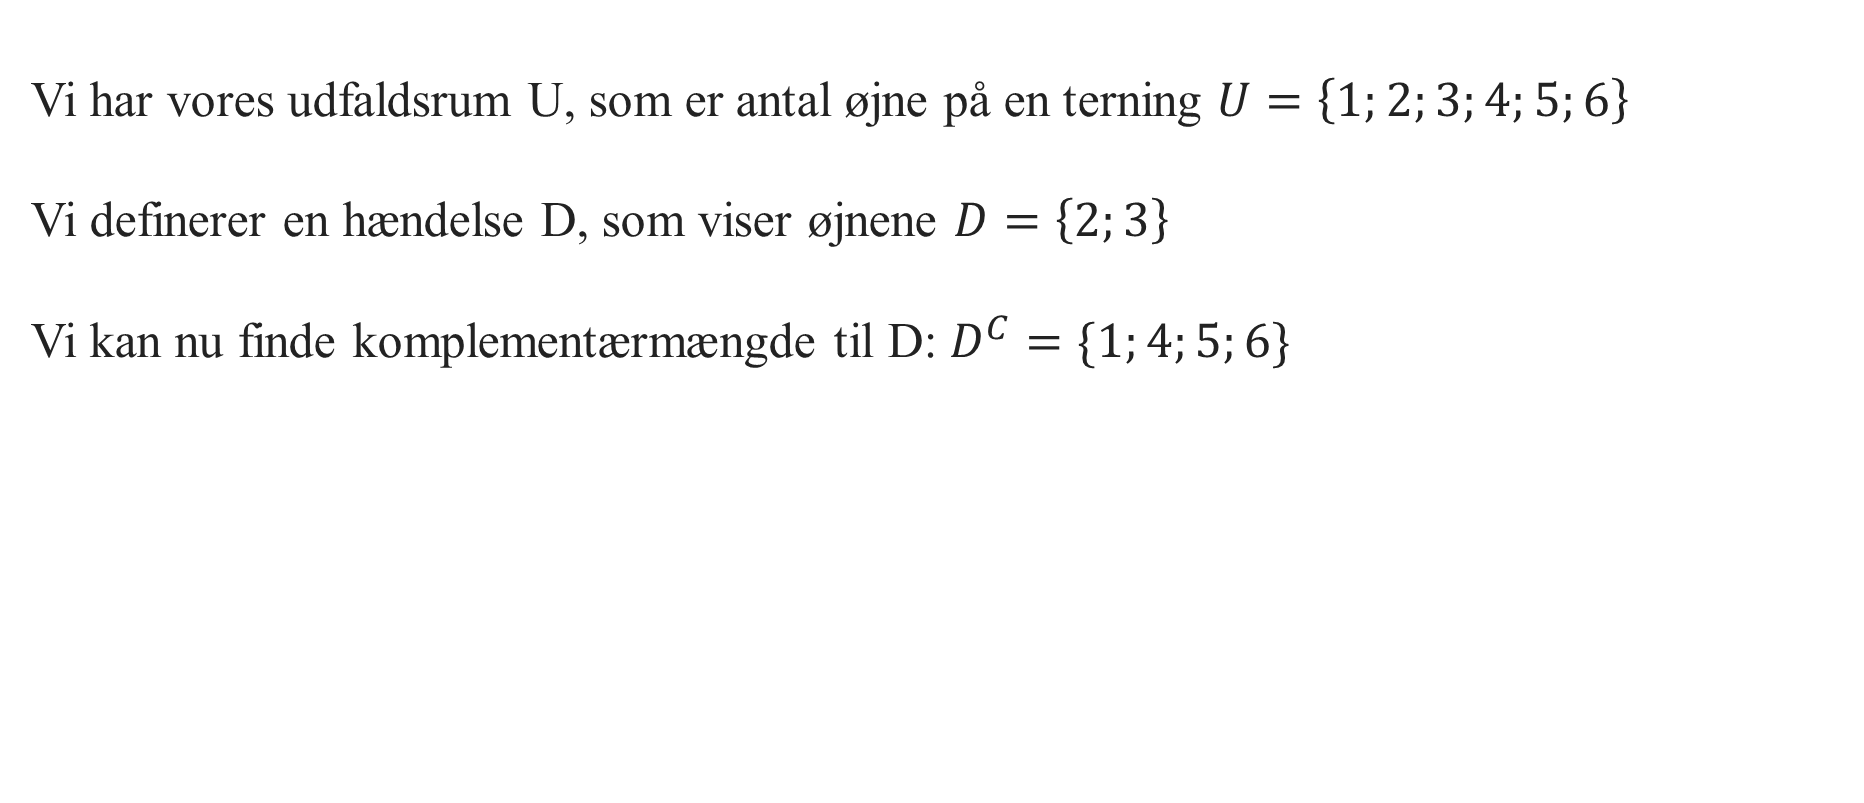 Vi har vores udfaldsrum U, som er antal øjne på en terning U = {1; 2; 3; 4; 5; 6}
Vi definerer en hændelse D, som viser øjnene D = {2; 3}
Vi kan nu finde komplementærmængde til D: Dᶜ = {1; 4; 5; 6}